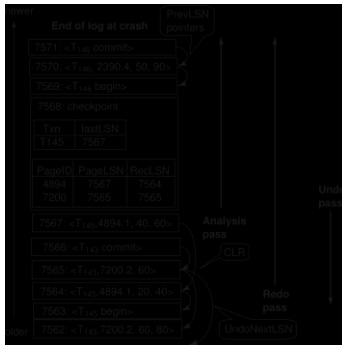 newer
End of log at crash
PrevLSN
pointers
7571: <T146 commit>
7570: <T146, 2390.4, 50, 90>
7569: <T146 begin>
7568: checkpoint
Txn lastLSN
T145 7567
PageID PageLSN RecLSN
4894 7567 7564
7200 7565 7565
7567: <T145,4894.1, 40, 60>
7566: <T143 commit>
7565: <T143,7200.2, 60>
7564: <T145,4894.1, 20, 40>
7563: <T145 begin>
7562: <T143,7200.2, 60, 80>
older
Analysis
pass
CLR
Redo
pass
UndoNextLSN
Undo
pass